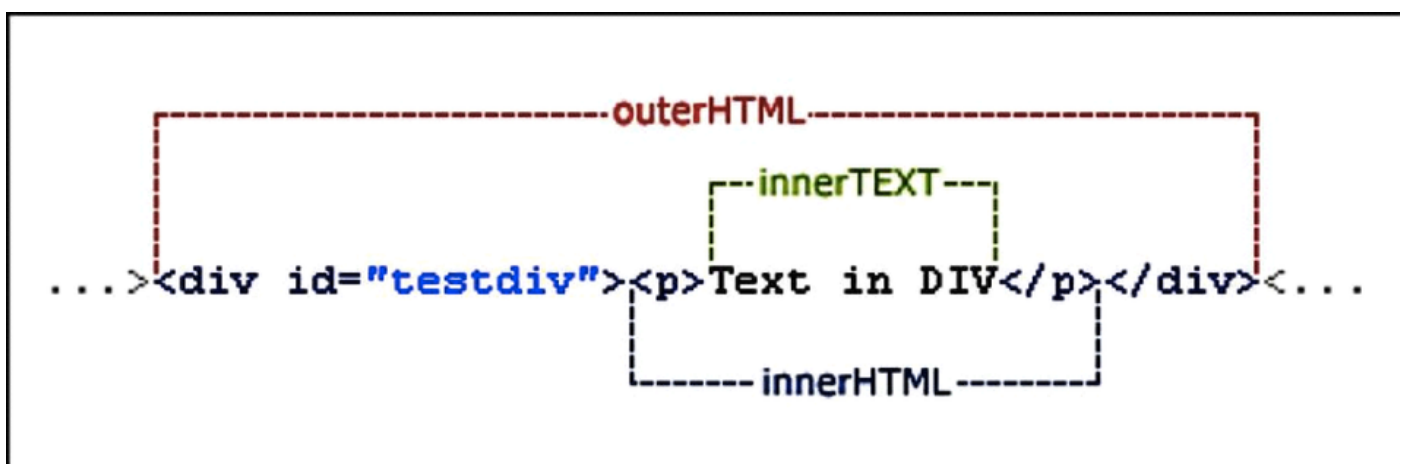 outerHTML
innerTEXT
...><div id="testdiv"><p>Text in DIV</p></div><...
innerHTML